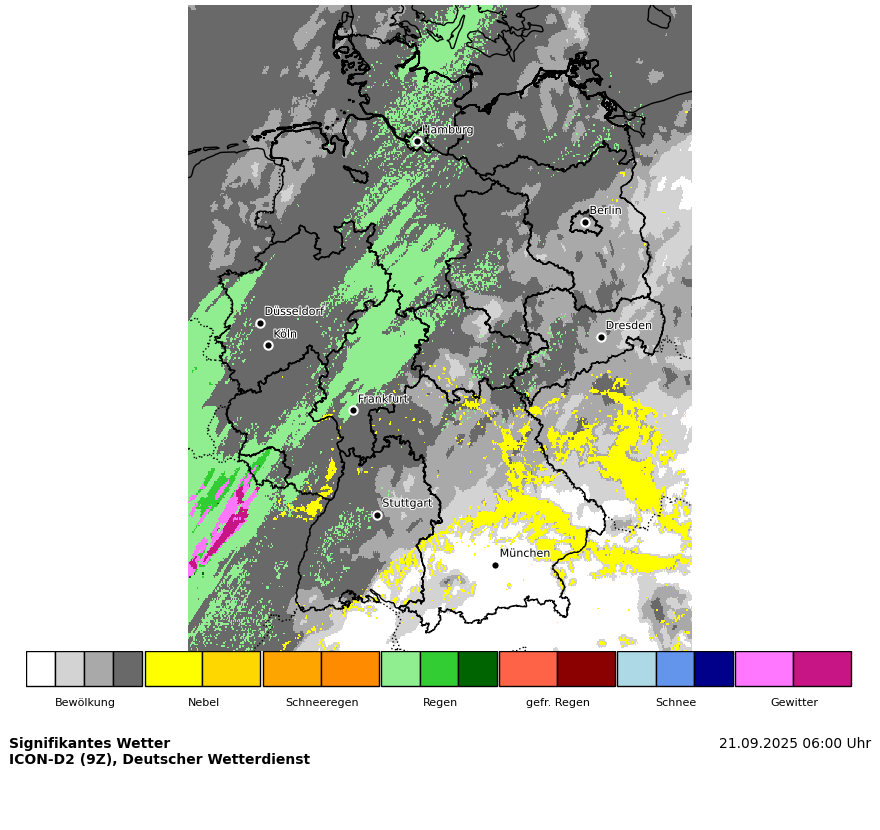 Hamburg
Berlin
Düsseldorf
Köln
Dresden
Frankfurt
Stuttgart
München
Bewölkung Nebel Schneeregen Regen gefr. Regen Schnee Gewitter
Signifikantes Wetter 21.09.2025 06:00 Uhr
ICON-D2 (9Z), Deutscher Wetterdienst